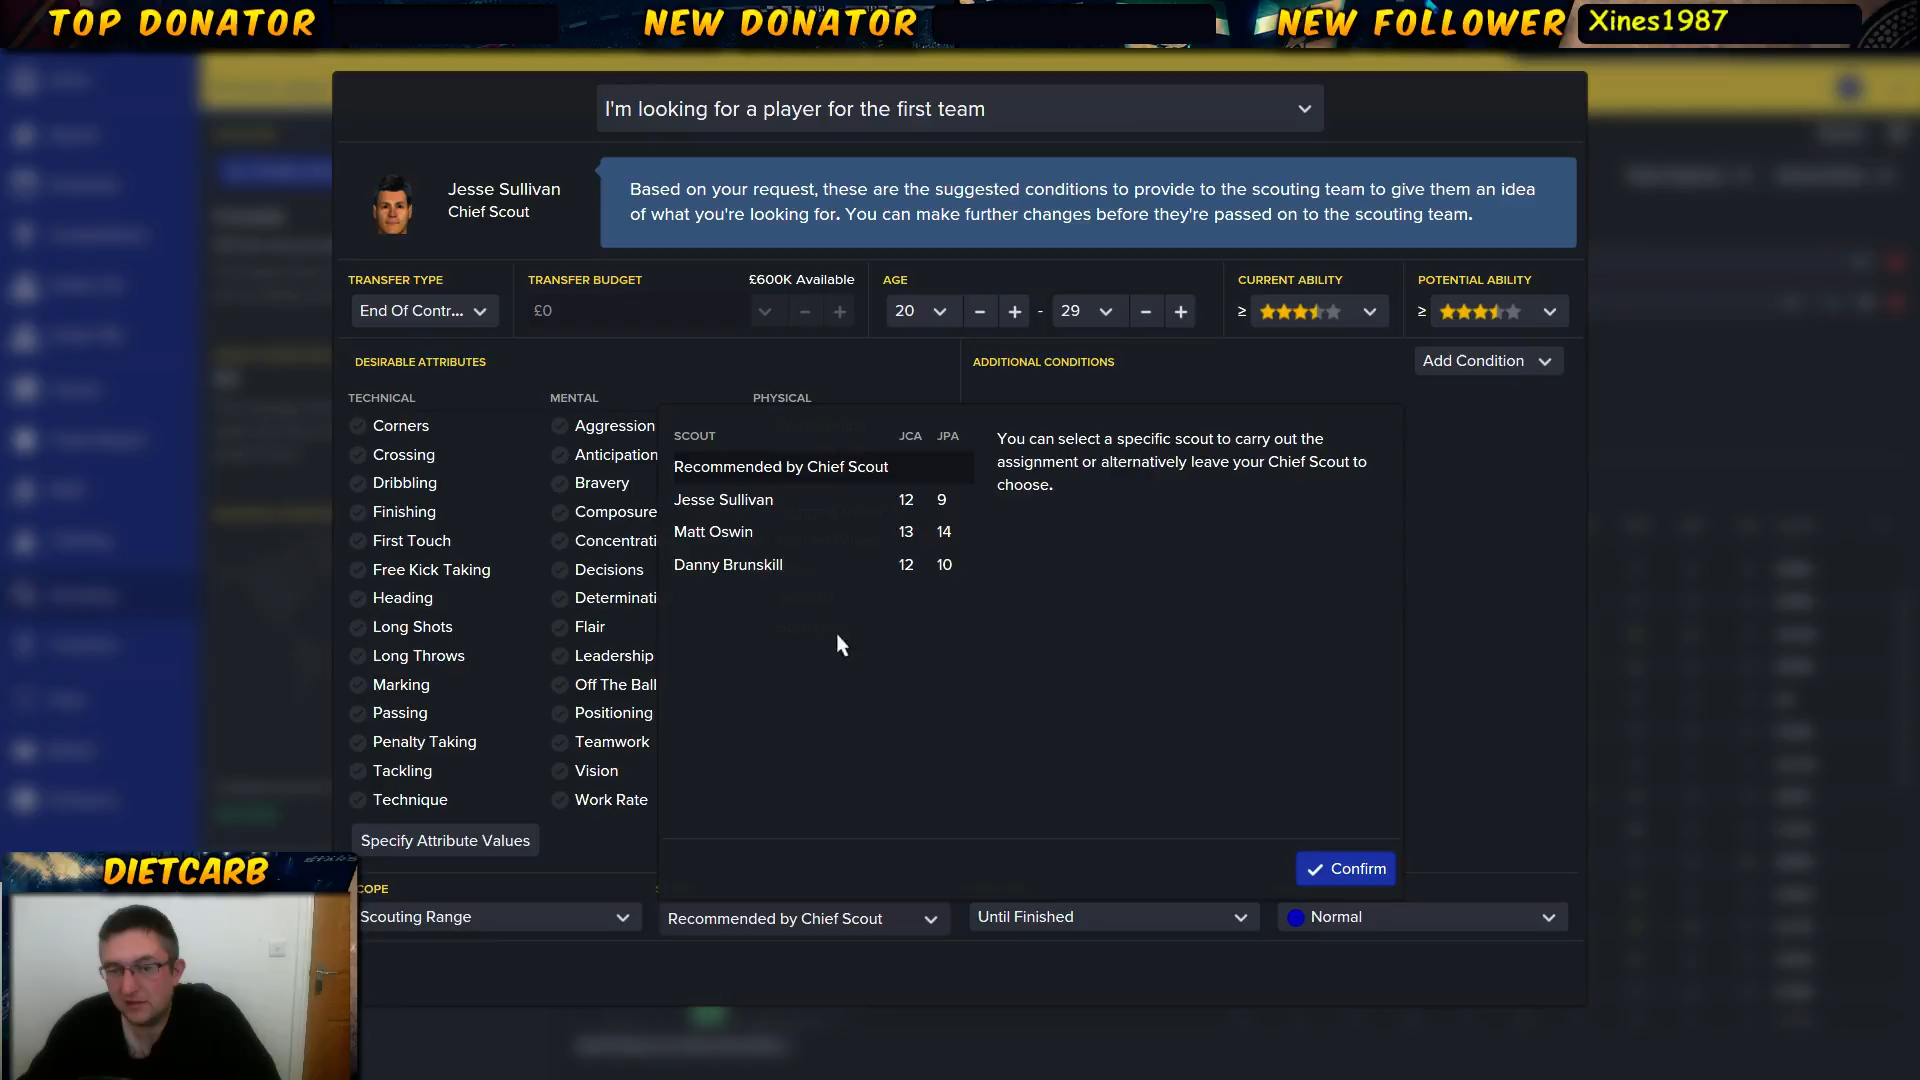 TOP DONATOR
NEW DONATOR
NEW FOLLOWER
Xines1987
I'm looking for a player for the first team
Jesse Sullivan
Chief Scout
Based on your request, these are the suggested conditions to provide to the scouting team to give them an idea
of what you're looking for. You can make further changes before they're passed on to the scouting team.
TRANSFER TYPE
TRANSFER BUDGET
£600K Available
AGE
CURRENT ABILITY
POTENTIAL ABILITY
End Of Contr...
£0
20
-
29
≥
≥
DESIRABLE ATTRIBUTES
ADDITIONAL CONDITIONS
Add Condition
TECHNICAL
Corners
Crossing
Dribbling
Finishing
First Touch
Free Kick Taking
Heading
Long Shots
Long Throws
Marking
Passing
Penalty Taking
Tackling
Technique
MENTAL
Aggression
Anticipation
Bravery
Composure
Concentrati
Decisions
Determinati
Flair
Leadership
Off The Ball
Positioning
Teamwork
Vision
Work Rate
PHYSICAL
SCOUT JCA JPA
Recommended by Chief Scout
Jesse Sullivan 12 9
Matt Oswin 13 14
Danny Brunskill 12 10
You can select a specific scout to carry out the
assignment or alternatively leave your Chief Scout to
choose.
Confirm
Specify Attribute Values
COPE
Scouting Range
Recommended by Chief Scout
Until Finished
Normal
DIETCARB